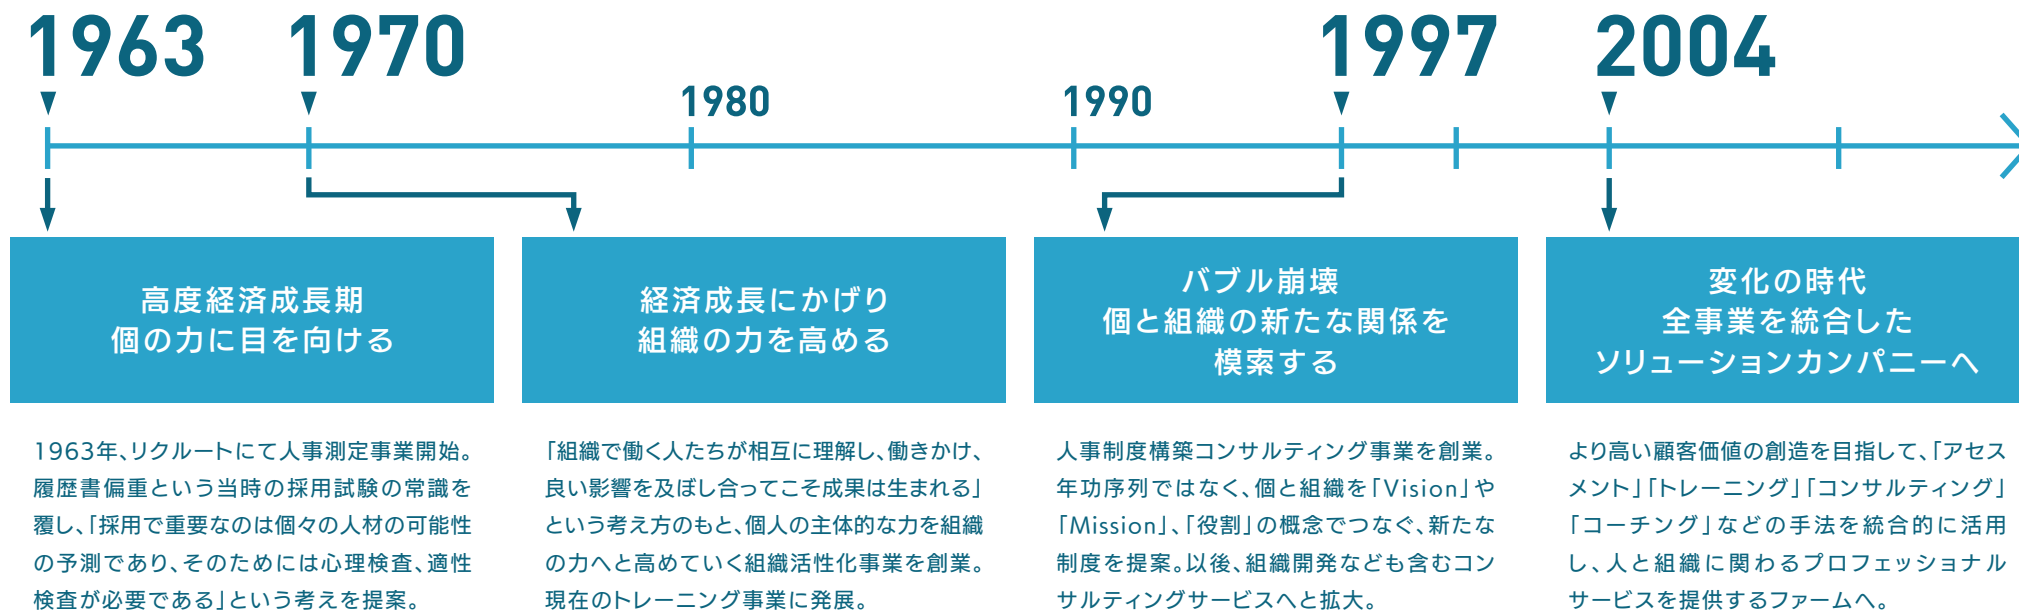 1963
1970
1980
1990
1997
2004
高度経済成長期
個の力に目を向ける
1963年、リクルートにて人事測定事業開始。
履歴書偏重という当時の採用試験の常識を
覆し、「採用で重要なのは個々の人材の可能性
の予測であり、そのためには心理検査、適性
検査が必要である」という考えを提案。
経済成長にかげり
組織の力を高める
「組織で働く人たちが相互に理解し、働きかけ、
良い影響を及ぼし合ってこそ成果は生まれる」
という考え方のもと、個人の主体的な力を組織
の力へと高めていく組織活性化事業を創業。
現在のトレーニング事業に発展。
バブル崩壊
個と組織の新たな関係を
模索する
人事制度構築コンサルティング事業を創業。
年功序列ではなく、個と組織を「Vision」や
「Mission」、「役割」の概念でつなぐ、新たな
制度を提案。以後、組織開発なども含むコン
サルティングサービスへと拡大。
変化の時代
全事業を統合した
ソリューションカンパニーへ
より高い顧客価値の創造を目指して、「アセス
メント」「トレーニング」「コンサルティング」
「コーチング」などの手法を統合的に活用
し、人と組織に関わるプロフェッショナル
サービスを提供するファームへ。